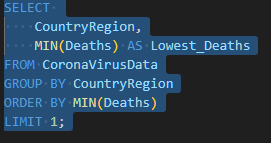 SELECT
CountryRegion,
MIN(Deaths) AS Lowest_Deaths
FROM CoronaVirusData
GROUP BY CountryRegion
ORDER BY MIN(Deaths)
LIMIT 1;